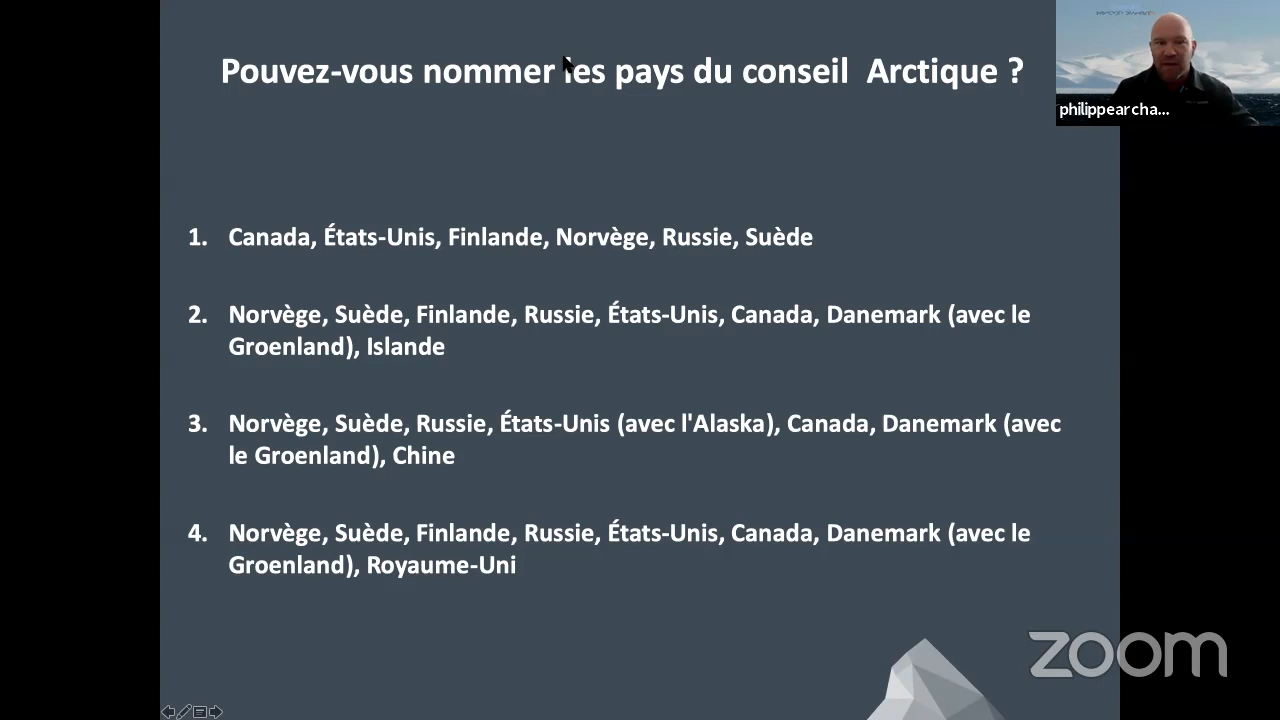 Pouvez-vous nommer les pays du conseil Arctique ?
philippearcha...
1. Canada, États-Unis, Finlande, Norvège, Russie, Suède
2. Norvège, Suède, Finlande, Russie, États-Unis, Canada, Danemark (avec le
Groenland), Islande
3. Norvège, Suède, Russie, États-Unis (avec l'Alaska), Canada, Danemark (avec
le Groenland), Chine
4. Norvège, Suède, Finlande, Russie, États-Unis, Canada, Danemark (avec le
Groenland), Royaume-Uni
zoom